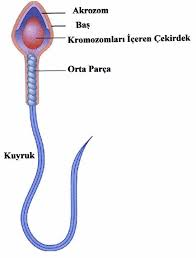 Akrozom
Baş
Kromozomları İçeren Çekirdek
Orta Parça
Kuyruk